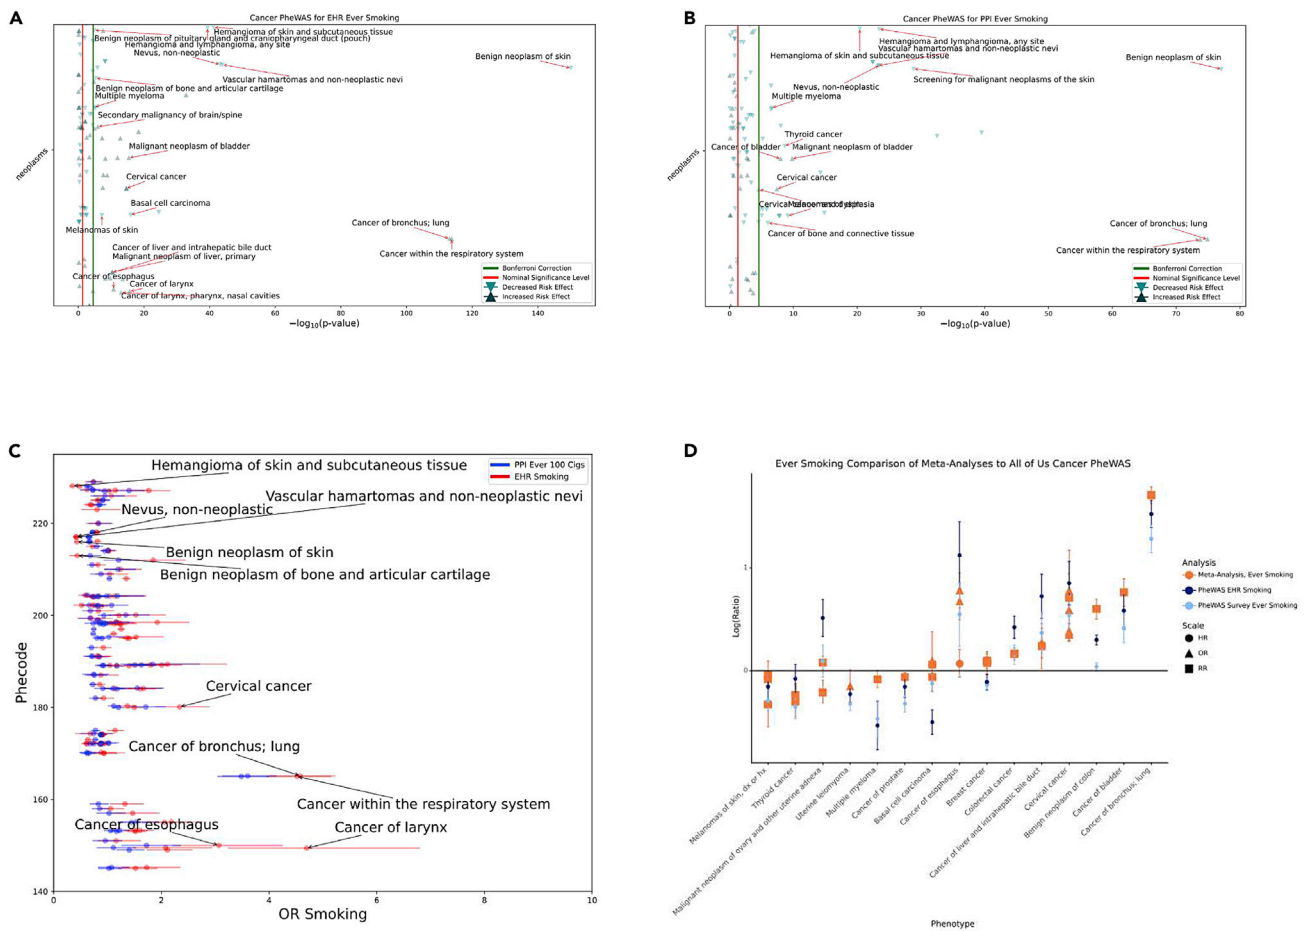 A
Cancer PheWAS for EHR Ever Smoking
Hemangioma of skin and subcutaneous tissue
Benign neoplasm of pituitary gland and craniopharyngeal duct (pouch)
Hemangioma and lymphangioma, any site
Nevus, non-neoplastic
Benign neoplasm of skin
Vascular hamartomas and non-neoplastic nevi
Benign neoplasm of bone and articular cartilage
Multiple myeloma
Secondary malignancy of brain/spine
Malignant neoplasm of bladder
Cervical cancer
Basal cell carcinoma
Melanomas of skin
Cancer of bronchus; lung
Cancer within the respiratory system
Cancer of liver and intrahepatic bile duct
Malignant neoplasm of liver, primary
Cancer of esophagus
Cancer of larynx
Cancer of larynx, pharynx, nasal cavities
Bonferroni Correction
Nominal Significance Level
Decreased Risk Effect
Increased Risk Effect
neoplasms
0 20 40 60 80 100 120 140
−log10(p-value)
B
Cancer PheWAS for PPI Ever Smoking
Hemangioma and lymphangioma, any site
Vascular hamartomas and non-neoplastic nevi
Hemangioma of skin and subcutaneous tissue
Benign neoplasm of skin
Screening for malignant neoplasms of the skin
Nevus, non-neoplastic
Multiple myeloma
Thyroid cancer
Cancer of bladder
Malignant neoplasm of bladder
Cervical cancer
Cervical cancer and dysplasia
Melanomas of skin
Cancer of bone and connective tissue
Cancer of bronchus; lung
Cancer within the respiratory system
Bonferroni Correction
Nominal Significance Level
Decreased Risk Effect
Increased Risk Effect
neoplasms
0 10 20 30 40 50 60 70 80
−log10(p-value)
C
Hemangioma of skin and subcutaneous tissue
Vascular hamartomas and non-neoplastic nevi
Nevus, non-neoplastic
Benign neoplasm of skin
Benign neoplasm of bone and articular cartilage
Cervical cancer
Cancer of bronchus; lung
Cancer within the respiratory system
Cancer of esophagus
Cancer of larynx
PPI Ever 100 Cigs
EHR Smoking
Phecode
220
200
180
160
140
0 2 4 6 8 10
OR Smoking
D
Ever Smoking Comparison of Meta-Analyses to All of Us Cancer PheWAS
Log(Ratio)
1
0
Analysis
Meta-Analysis, Ever Smoking
PheWAS EHR Smoking
PheWAS Survey Ever Smoking
Scale
HR
OR
RR
Melanomas of skin, dx or hx
Thyroid cancer
Malignant neoplasm of ovary and other uterine adnexa
Uterine leiomyoma
Multiple myeloma
Cancer of prostate
Basal cell carcinoma
Cancer of esophagus
Breast cancer
Colorectal cancer
Cancer of liver and intrahepatic bile duct
Cervical cancer
Benign neoplasm of colon
Cancer of bladder
Cancer of bronchus; lung
Phenotype